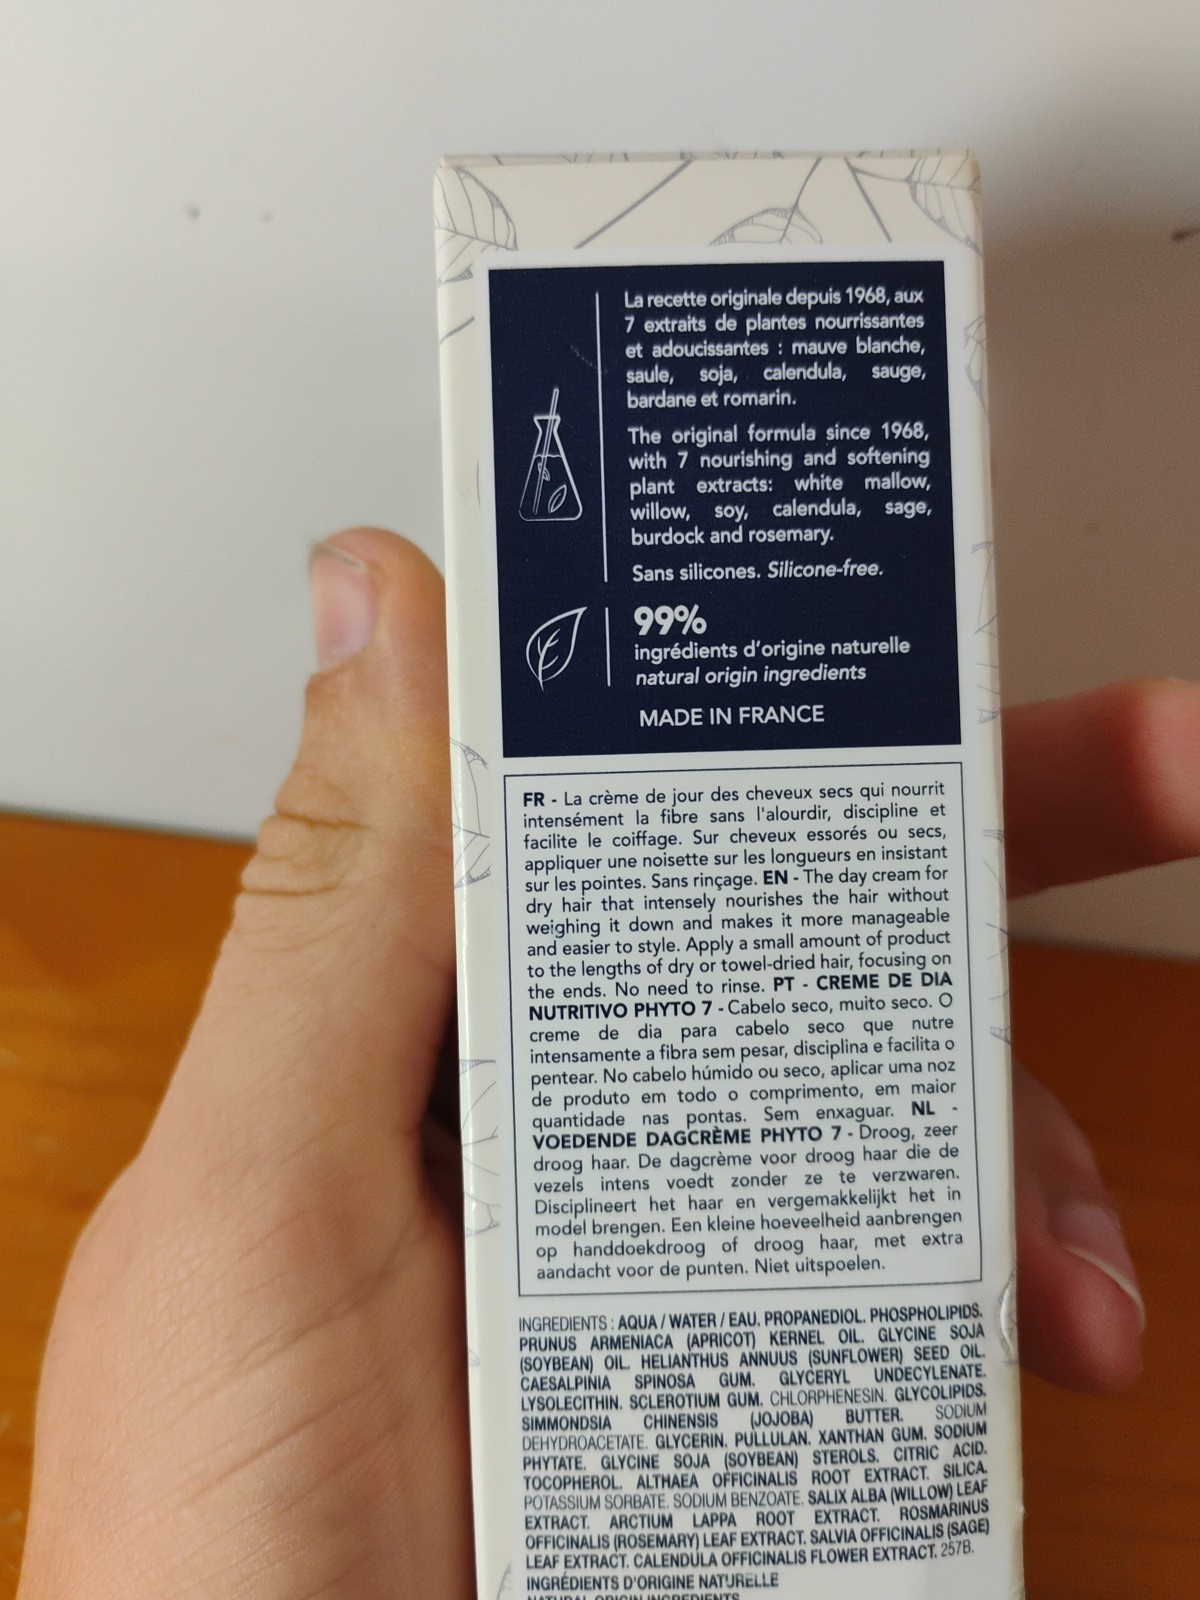 La recette originale depuis 1968, aux
7 extraits de plantes nourrissantes
et adoucissantes : mauve blanche,
saule, soja, calendula, sauge,
bardane et romarin.
The original formula since 1968,
with 7 nourishing and softening
plant extracts: white mallow,
willow, soy, calendula, sage,
burdock and rosemary.
Sans silicones. Silicone-free.
99%
ingrédients d'origine naturelle
natural origin ingredients
MADE IN FRANCE
FR - La crème de jour des cheveux secs qui nourrit
intensément la fibre sans l'alourdir, discipline et
facilite le coiffage. Sur cheveux essorés ou secs,
appliquer une noisette sur les longueurs en insistant
sur les pointes. Sans rinçage. EN - The day cream for
dry hair that intensely nourishes the hair without
weighing it down and makes it more manageable
and easier to style. Apply a small amount of product
to the lengths of dry or towel-dried hair, focusing on
the ends. No need to rinse. PT - CREME DE DIA
NUTRITIVO PHYTO 7 - Cabelo seco, muito seco. O
creme de dia para cabelo seco que nutre
intensamente a fibra sem pesar, disciplina e facilita o
pentear. No cabelo húmido ou seco, aplicar uma noz
de produto em todo o comprimento, em maior
quantidade nas pontas. Sem enxaguar. NL -
VOEDENDE DAGCRÈME PHYTO 7 - Droog, zeer
droog haar. De dagcrème voor droog haar die de
vezels intens voedt zonder ze te verzwaren.
Disciplineert het haar en vergemakkelijkt het in
model brengen. Een kleine hoeveelheid aanbrengen
op handdoekdroog of droog haar, met extra
aandacht voor de punten. Niet uitspoelen.
INGREDIENTS : AQUA / WATER / EAU. PROPANEDIOL. PHOSPHOLIPIDS.
PRUNUS ARMENIACA (APRICOT) KERNEL OIL. GLYCINE SOJA
(SOYBEAN) OIL. HELIANTHUS ANNUUS (SUNFLOWER) SEED OIL.
CAESALPINIA SPINOSA GUM. GLYCERYL UNDECYLENATE.
LYSOLECITHIN. SCLEROTIUM GUM. CHLORPHENESIN. GLYCOLIPIDS.
SIMMONDSIA CHINENSIS (JOJOBA) BUTTER. SODIUM
DEHYDROACETATE. GLYCERIN. PULLULAN. XANTHAN GUM. SODIUM
PHYTATE. GLYCINE SOJA (SOYBEAN) STEROLS. CITRIC ACID.
TOCOPHEROL. ALTHAEA OFFICINALIS ROOT EXTRACT. SILICA.
POTASSIUM SORBATE. SODIUM BENZOATE. SALIX ALBA (WILLOW) LEAF
EXTRACT. ARCTIUM LAPPA ROOT EXTRACT. ROSMARINUS
OFFICINALIS (ROSEMARY) LEAF EXTRACT. SALVIA OFFICINALIS (SAGE)
LEAF EXTRACT. CALENDULA OFFICINALIS FLOWER EXTRACT. 257B.
INGRÉDIENTS D'ORIGINE NATURELLE
NATURAL ORIGIN INGREDIENTS